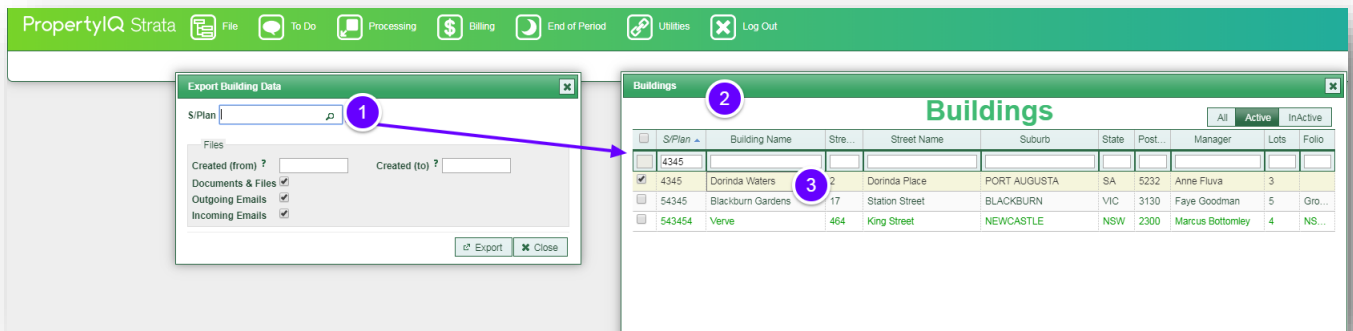 PropertyIQ Strata File To Do Processing Billing End of Period Utilities Log Out
Export Building Data
S/Plan
1
Files
Created (from) ? Created (to) ?
Documents & Files
Outgoing Emails
Incoming Emails
Export Close
Buildings
2
Buildings
All Active InActive
S/Plan Building Name Stre... Street Name Suburb State Post... Manager Lots Folio
4345
4345 Dorinda Waters 2 Dorinda Place PORT AUGUSTA SA 5232 Anne Fluva 3
3
54345 Blackburn Gardens 17 Station Street BLACKBURN VIC 3130 Faye Goodman 5 Gro...
543454 Verve 464 King Street NEWCASTLE NSW 2300 Marcus Bottomley 4 NS...